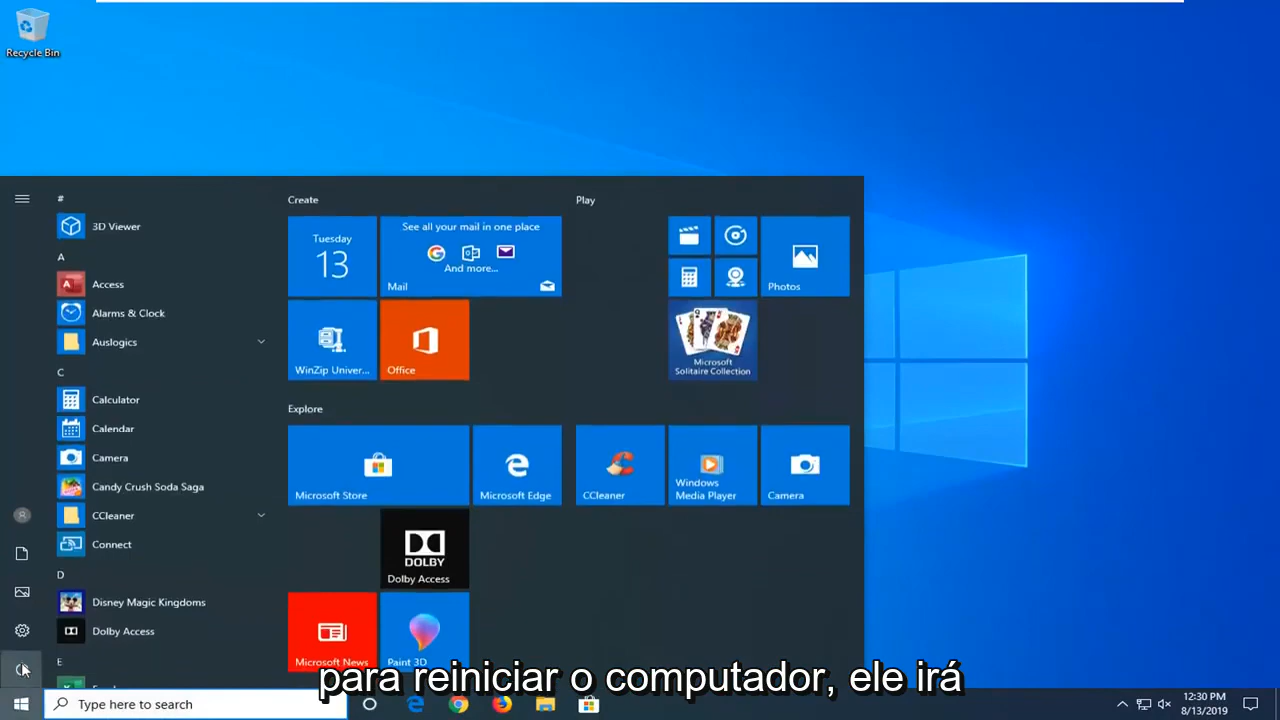 Recycle Bin
#
3D Viewer
A
Access
Alarms & Clock
Auslogics
C
Calculator
Calendar
Camera
Candy Crush Soda Saga
CCleaner
Connect
D
Disney Magic Kingdoms
Dolby Access
E
Create
Tuesday
13
See all your mail in one place
And more...
Mail
WinZip Univer...
Office
Explore
Microsoft Store
Microsoft Edge
DOLBY
Dolby Access
Microsoft News
Paint 3D
Play
Photos
Microsoft
Solitaire Collection
CCleaner
Windows
Media Player
Camera
para reiniciar o computador, ele irá
Type here to search
12:30 PM
8/13/2019